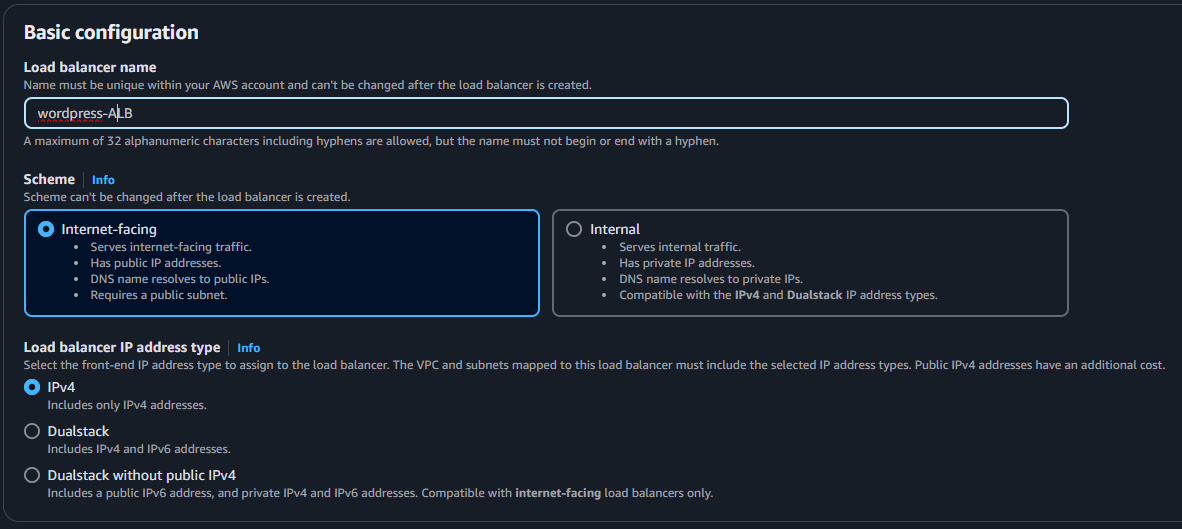 Basic configuration
Load balancer name
Name must be unique within your AWS account and can't be changed after the load balancer is created.
wordpress-ALB
A maximum of 32 alphanumeric characters including hyphens are allowed, but the name must not begin or end with a hyphen.
Scheme | Info
Scheme can't be changed after the load balancer is created.
Internet-facing
• Serves internet-facing traffic.
• Has public IP addresses.
• DNS name resolves to public IPs.
• Requires a public subnet.
Internal
• Serves internal traffic.
• Has private IP addresses.
• DNS name resolves to private IPs.
• Compatible with the IPv4 and Dualstack IP address types.
Load balancer IP address type | Info
Select the front-end IP address type to assign to the load balancer. The VPC and subnets mapped to this load balancer must include the selected IP address types. Public IPv4 addresses have an additional cost.
IPv4
Includes only IPv4 addresses.
Dualstack
Includes IPv4 and IPv6 addresses.
Dualstack without public IPv4
Includes a public IPv6 address, and private IPv4 and IPv6 addresses. Compatible with internet-facing load balancers only.